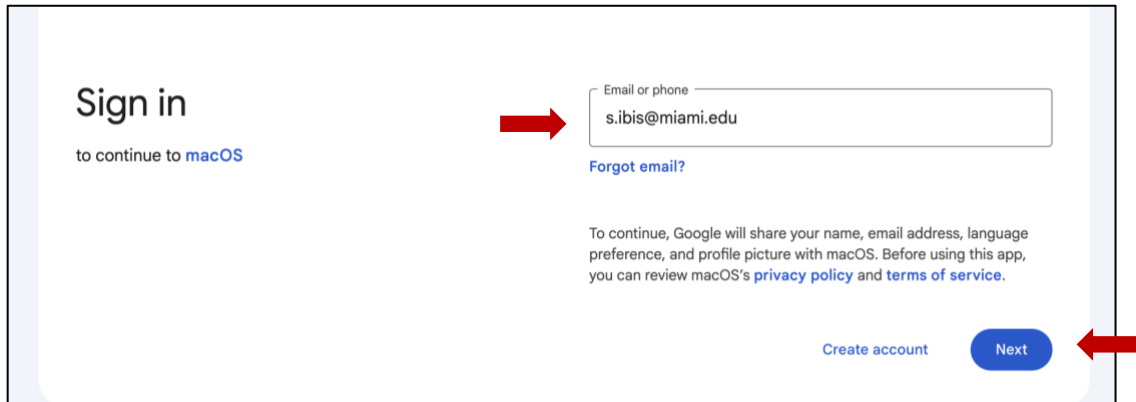 Sign in
to continue to macOS
Email or phone
s.ibis@miami.edu
Forgot email?
To continue, Google will share your name, email address, language
preference, and profile picture with macOS. Before using this app,
you can review macOS's privacy policy and terms of service.
Create account
Next